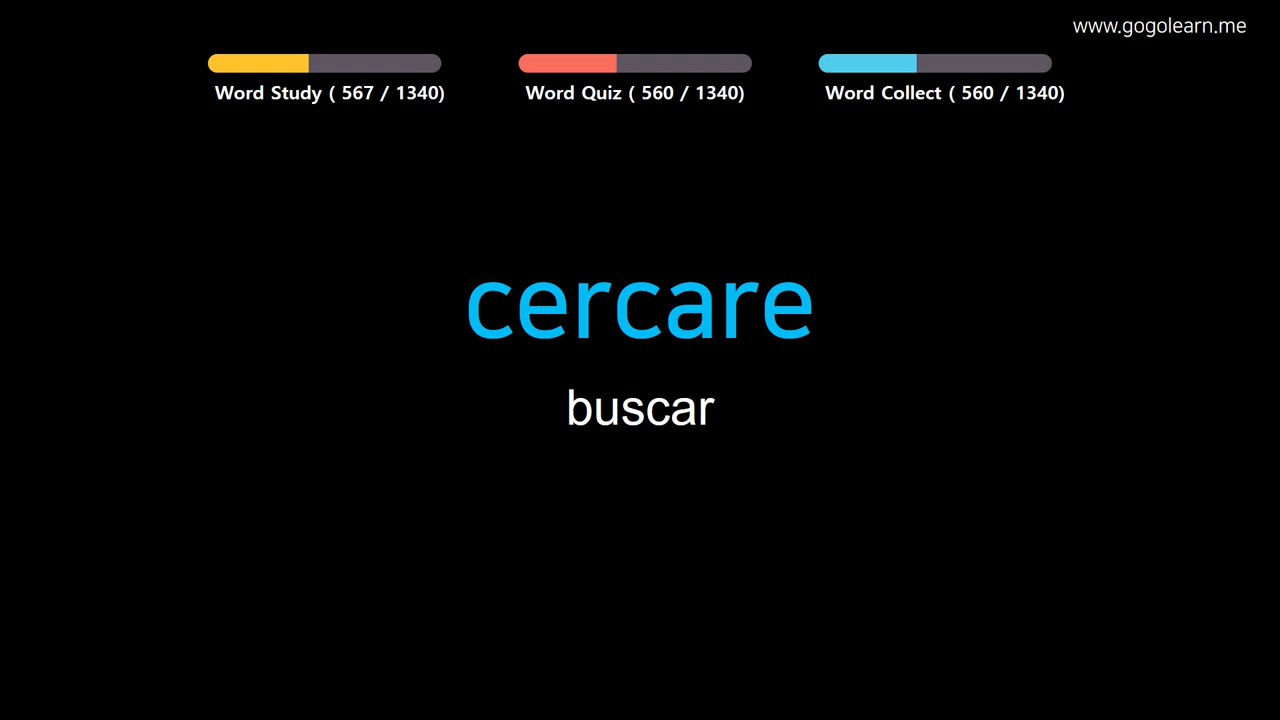 www.gogolearn.me
Word Study ( 567 / 1340)
Word Quiz ( 560 / 1340)
Word Collect ( 560 / 1340)
cercare
buscar